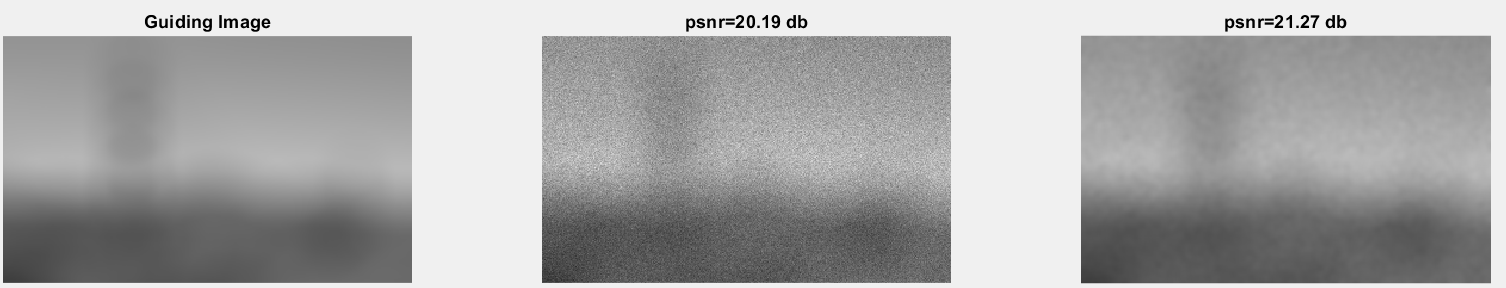 Guiding Image
psnr=20.19 db
psnr=21.27 db